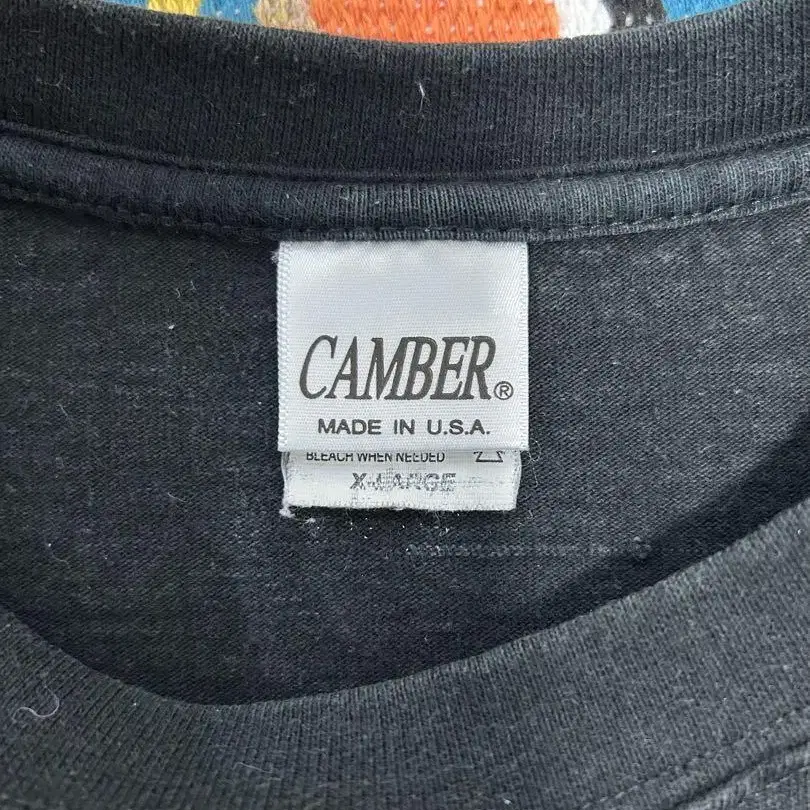 CAMBER®
MADE IN U.S.A.
BLEACH WHEN NEEDED
X-LARGE